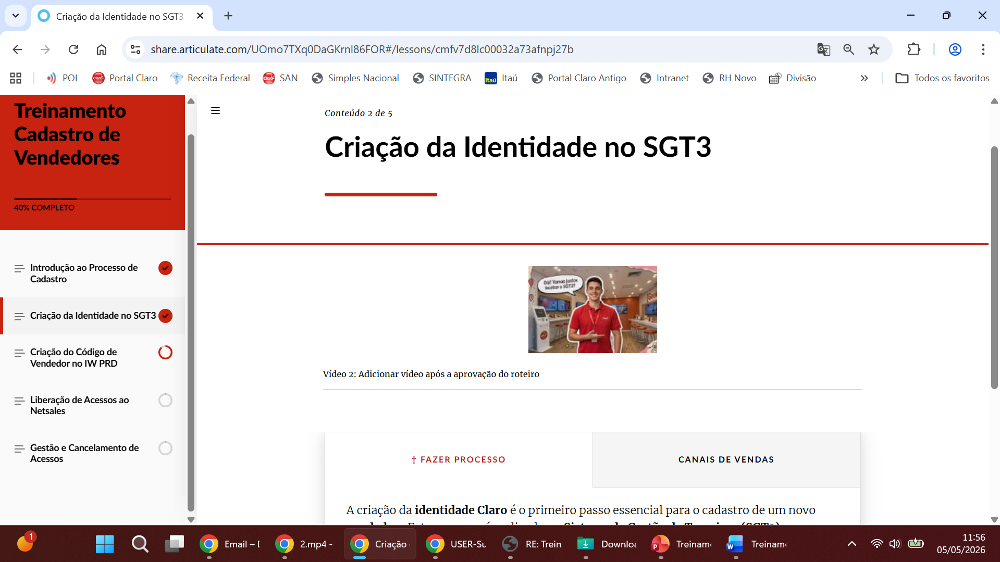 Criação da Identidade no SGT3
share.articulate.com/UOmo7TXq0DaGKrnI86FOR#/lessons/cmfv7d8lc00032a73afnpj27b
POL
Portal Claro
Receita Federal
SAN
Simples Nacional
SINTEGRA
Itaú
Portal Claro Antigo
Intranet
RH Novo
Divisão
Todos os favoritos
Treinamento
Cadastro de
Vendedores
40% COMPLETO
Introdução ao Processo de
Cadastro
Criação da Identidade no SGT3
Criação do Código de
Vendedor no IW PRD
Liberação de Acessos ao
Netsales
Gestão e Cancelamento de
Acessos
Conteúdo 2 de 5
Criação da Identidade no SGT3
Olá! Vamos juntos
localizar o SGT3?
Vídeo 2: Adicionar vídeo após a aprovação do roteiro
† FAZER PROCESSO
CANAIS DE VENDAS
A criação da identidade Claro é o primeiro passo essencial para o cadastro de um novo
1
Email –
2.mp4 -
Criação
USER-Su
RE: Trein
Downloa
Treinam
Treinam
11:56
05/05/2026